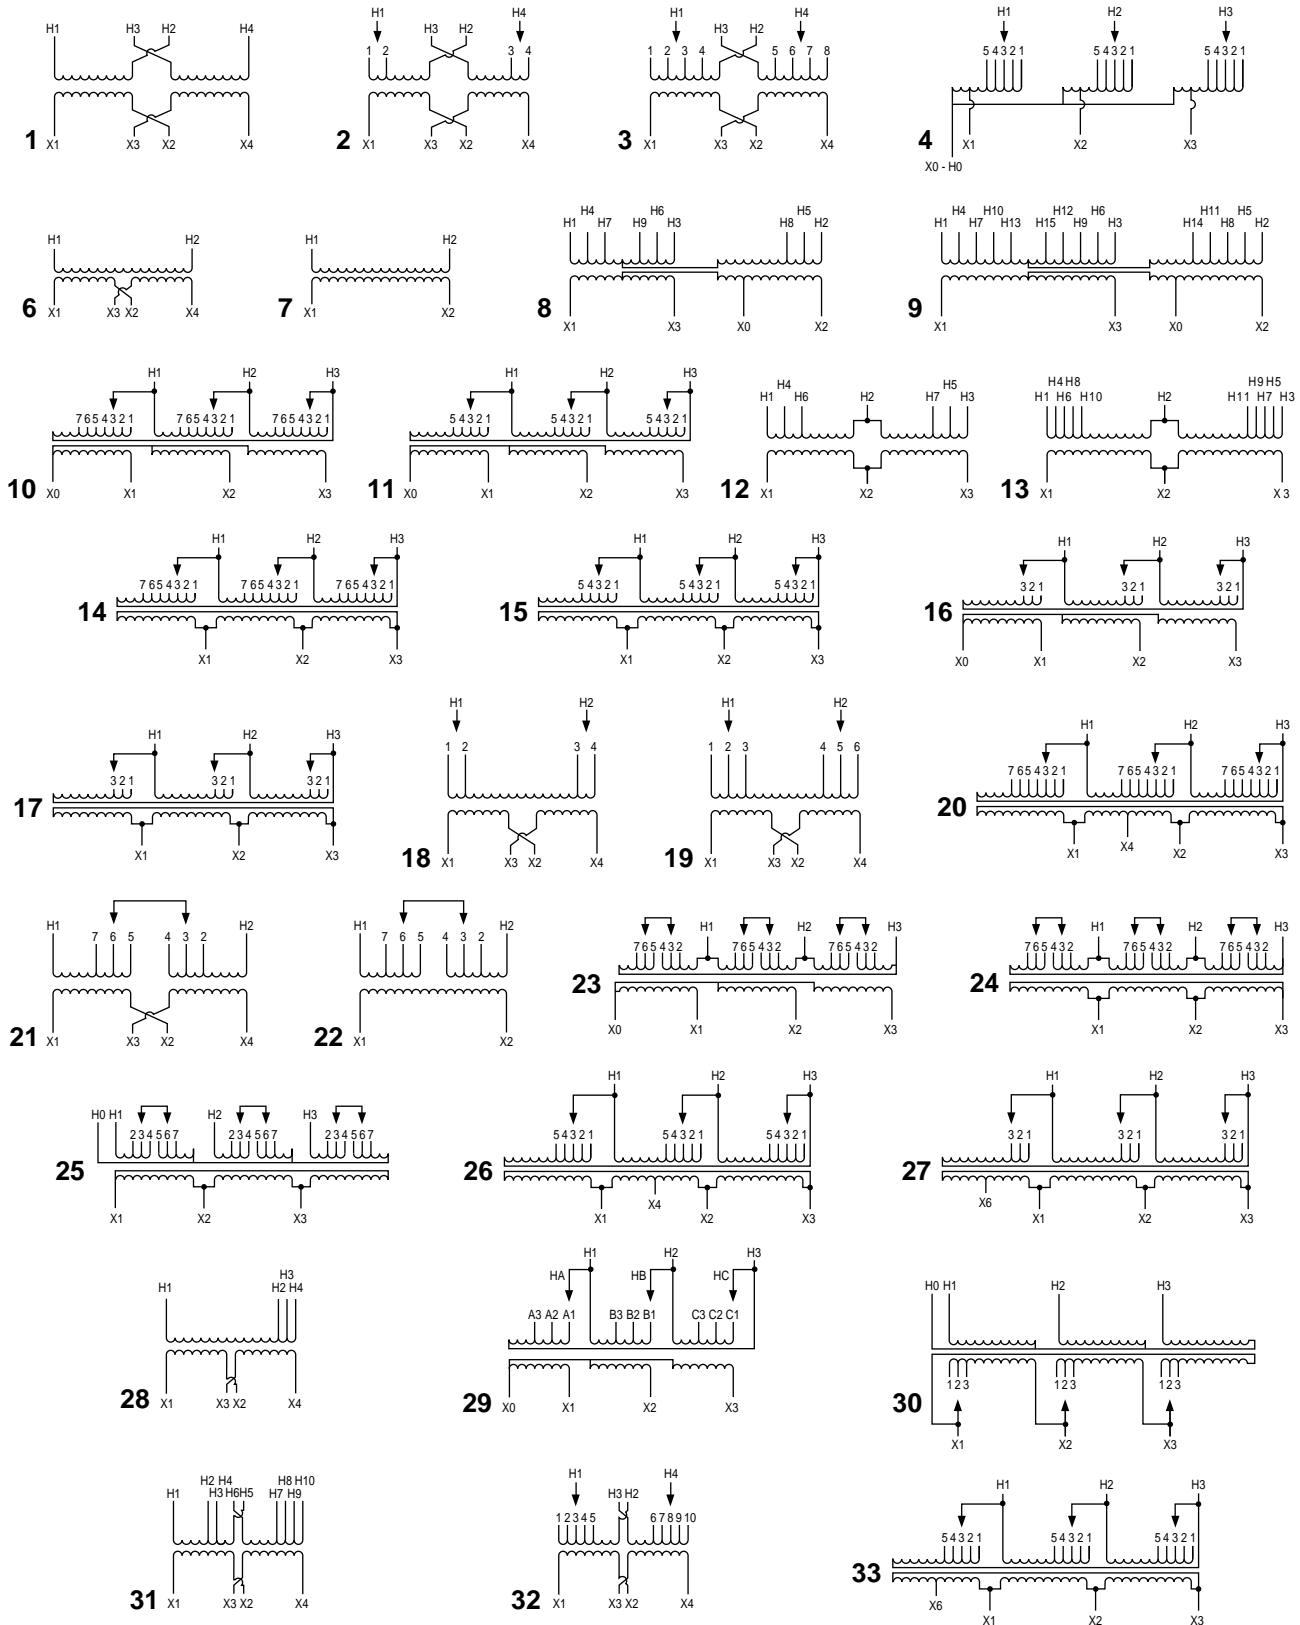 H1 H3 H2 H4
1 X1 X3 X2 X4
H1 H3 H2 H4
1 2 3 4
2 X1 X3 X2 X4
H1 H3 H2 H4
1 2 3 4 5 6 7 8
3 X1 X3 X2 X4
H1 H2 H3
5 4 3 2 1 5 4 3 2 1 5 4 3 2 1
4 X1 X2 X3
X0 - H0
H1 H2
6 X1 X3 X2 X4
H1 H2
7 X1 X2
H4 H6 H5
H1 H7 H9 H3 H8 H2
8 X1 X3 X0 X2
H4 H10 H12 H6 H11 H5
H1 H7 H13 H15 H9 H3 H14 H8 H2
9 X1 X3 X0 X2
H1 H2 H3
7 6 5 4 3 2 1 7 6 5 4 3 2 1 7 6 5 4 3 2 1
10 X0 X1 X2 X3
H1 H2 H3
5 4 3 2 1 5 4 3 2 1 5 4 3 2 1
11 X0 X1 X2 X3
H4 H5
H1 H6 H2 H7 H3
12 X1 X2 X3
H4 H8 H9 H5
H1 H6 H10 H2 H11 H7 H3
13 X1 X2 X 3
H1 H2 H3
7 6 5 4 3 2 1 7 6 5 4 3 2 1 7 6 5 4 3 2 1
14
X1 X2 X3
H1 H2 H3
5 4 3 2 1 5 4 3 2 1 5 4 3 2 1
15
X1 X2 X3
H1 H2 H3
3 2 1 3 2 1 3 2 1
16
X0 X1 X2 X3
H1 H2 H3
3 2 1 3 2 1 3 2 1
17
X1 X2 X3
H1 H2
1 2 3 4
18 X1 X3 X2 X4
H1 H2
1 2 3 4 5 6
19 X1 X3 X2 X4
H1 H2 H3
7 6 5 4 3 2 1 7 6 5 4 3 2 1 7 6 5 4 3 2 1
20
X1 X4 X2 X3
H1 H2
7 6 5 4 3 2
21 X1 X3 X2 X4
H1 H2
7 6 5 4 3 2
22 X1 X2
H1 H2 H3
7 6 5 4 3 2 7 6 5 4 3 2 7 6 5 4 3 2
23
X0 X1 X2 X3
H1 H2 H3
7 6 5 4 3 2 7 6 5 4 3 2 7 6 5 4 3 2
24
X1 X2 X3
H0 H1 H2 H3
2 3 4 5 6 7 2 3 4 5 6 7 2 3 4 5 6 7
25
X1 X2 X3
H1 H2 H3
5 4 3 2 1 5 4 3 2 1 5 4 3 2 1
26
X1 X4 X2 X3
H1 H2 H3
3 2 1 3 2 1 3 2 1
27
X6 X1 X2 X3
H3
H1 H2 H4
28 X1 X3 X2 X4
H1 H2 H3
HA HB HC
A3 A2 A1 B3 B2 B1 C3 C2 C1
29 X0 X1 X2 X3
H0 H1 H2 H3
1 2 3 1 2 3 1 2 3
30
X1 X2 X3
H2 H4 H8 H10
H1 H3 H6 H5 H7 H9
31 X1 X3 X2 X4
H1 H3 H2 H4
1 2 3 4 5 6 7 8 9 10
32 X1 X3 X2 X4
H1 H2 H3
5 4 3 2 1 5 4 3 2 1 5 4 3 2 1
33
X6 X1 X2 X3